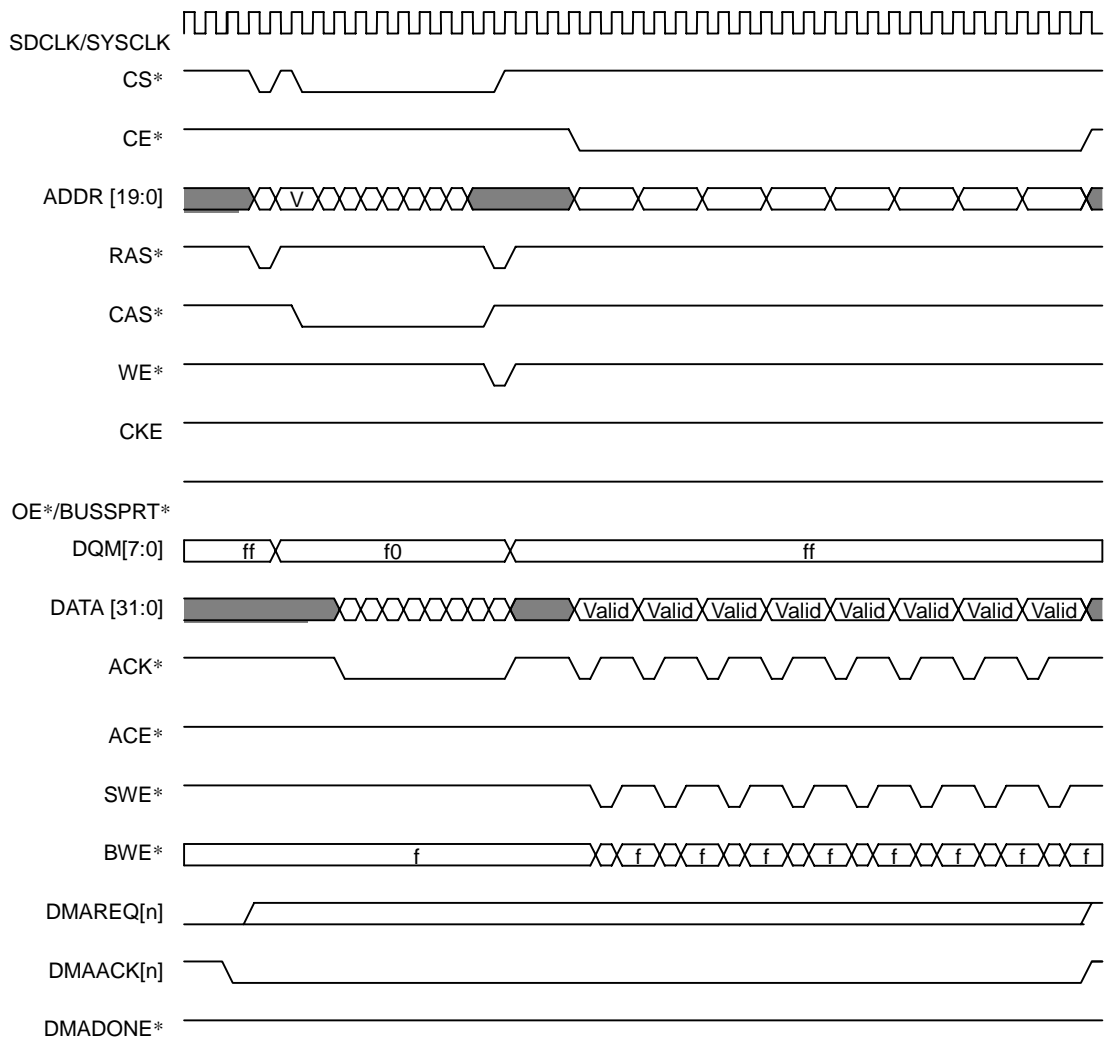 SDCLK/SYSCLK
CS*
CE*
ADDR [19:0] V
RAS*
CAS*
WE*
CKE
OE*/BUSSPRT*
DQM[7:0] ff f0 ff
DATA [31:0] Valid Valid Valid Valid Valid Valid Valid Valid
ACK*
ACE*
SWE*
BWE* f f f f f f f f f
DMAREQ[n]
DMAACK[n]
DMADONE*